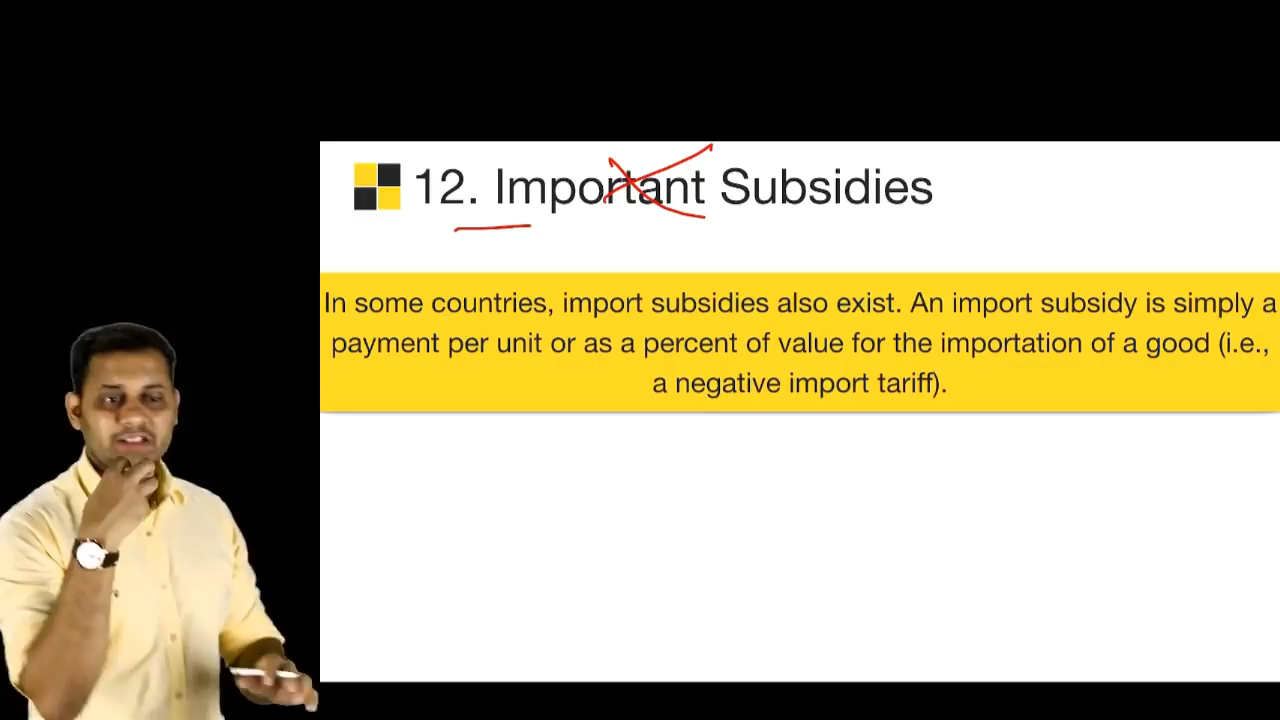 12. Important Subsidies
In some countries, import subsidies also exist. An import subsidy is simply a
payment per unit or as a percent of value for the importation of a good (i.e.,
a negative import tariff).